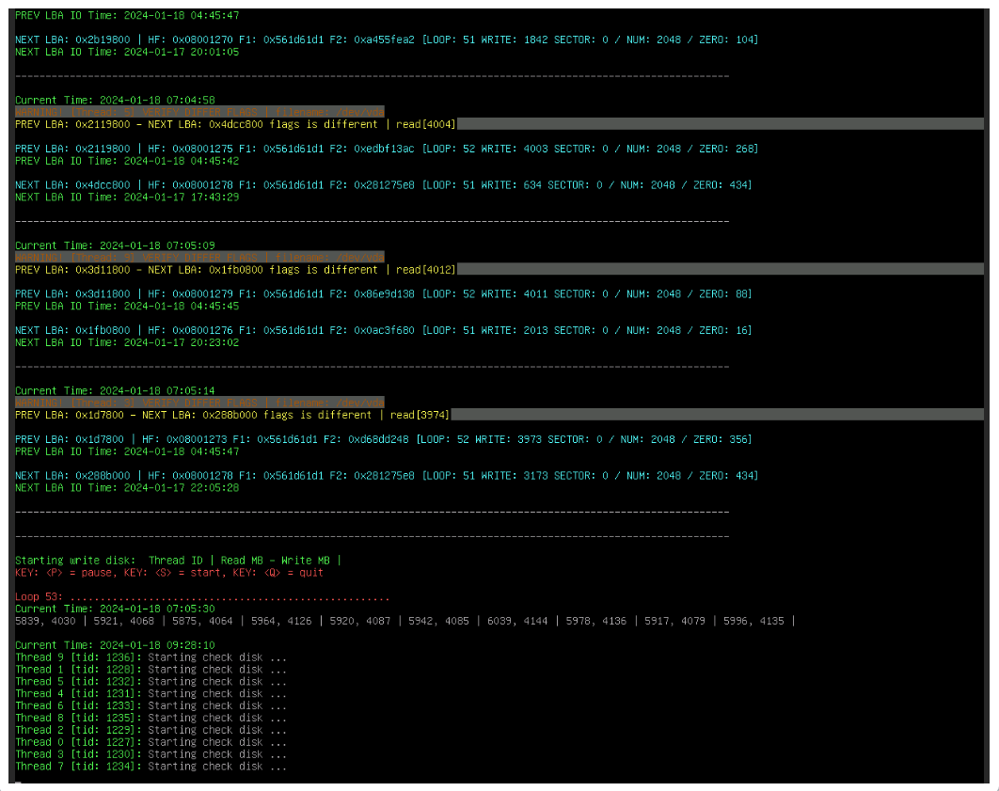 PREV LBA IO Time: 2024-01-18 04:45:47
NEXT LBA: 0x2b19800 | HF: 0x08001270 F1: 0x561d61d1 F2: 0xa455fea2 [LOOP: 51 WRITE: 1842 SECTOR: 0 / NUM: 2048 / ZERO: 104]
NEXT LBA IO Time: 2024-01-17 20:01:05
----------------------------------------------------------------------------------------------------------------------
Current Time: 2024-01-18 07:04:58
WARNING! [Thread: 5] VERIFY DIFFER FLAGS | filename: /dev/vda
PREV LBA: 0x2119800 - NEXT LBA: 0x4dcc800 flags is different | read[4004]
PREV LBA: 0x2119800 | HF: 0x08001275 F1: 0x561d61d1 F2: 0xedbf13ac [LOOP: 52 WRITE: 4003 SECTOR: 0 / NUM: 2048 / ZERO: 268]
PREV LBA IO Time: 2024-01-18 04:45:42
NEXT LBA: 0x4dcc800 | HF: 0x08001278 F1: 0x561d61d1 F2: 0x281275e8 [LOOP: 51 WRITE: 634 SECTOR: 0 / NUM: 2048 / ZERO: 434]
NEXT LBA IO Time: 2024-01-17 17:43:29
----------------------------------------------------------------------------------------------------------------------
Current Time: 2024-01-18 07:05:09
WARNING! [Thread: 9] VERIFY DIFFER FLAGS | filename: /dev/vda
PREV LBA: 0x3d11800 - NEXT LBA: 0x1fb0800 flags is different | read[4012]
PREV LBA: 0x3d11800 | HF: 0x08001279 F1: 0x561d61d1 F2: 0x86e9d138 [LOOP: 52 WRITE: 4011 SECTOR: 0 / NUM: 2048 / ZERO: 88]
PREV LBA IO Time: 2024-01-18 04:45:45
NEXT LBA: 0x1fb0800 | HF: 0x08001276 F1: 0x561d61d1 F2: 0x0ac3f680 [LOOP: 51 WRITE: 2013 SECTOR: 0 / NUM: 2048 / ZERO: 16]
NEXT LBA IO Time: 2024-01-17 20:23:02
----------------------------------------------------------------------------------------------------------------------
Current Time: 2024-01-18 07:05:14
WARNING! [Thread: 3] VERIFY DIFFER FLAGS | filename: /dev/vda
PREV LBA: 0x1d7800 - NEXT LBA: 0x288b000 flags is different | read[3974]
PREV LBA: 0x1d7800 | HF: 0x08001273 F1: 0x561d61d1 F2: 0xd68dd248 [LOOP: 52 WRITE: 3973 SECTOR: 0 / NUM: 2048 / ZERO: 356]
PREV LBA IO Time: 2024-01-18 04:45:47
NEXT LBA: 0x288b000 | HF: 0x08001278 F1: 0x561d61d1 F2: 0x281275e8 [LOOP: 51 WRITE: 3173 SECTOR: 0 / NUM: 2048 / ZERO: 434]
NEXT LBA IO Time: 2024-01-17 22:05:28
----------------------------------------------------------------------------------------------------------------------
----------------------------------------------------------------------------------------------------------------------
Starting write disk:  Thread ID | Read MB - Write MB |
KEY: <P> = pause, KEY: <S> = start, KEY: <Q> = quit
Loop 53: .....................................................
Current Time: 2024-01-18 07:05:30
5839, 4030 | 5921, 4068 | 5875, 4064 | 5964, 4126 | 5920, 4087 | 5942, 4085 | 6039, 4144 | 5978, 4136 | 5917, 4079 | 5996, 4135 |
Current Time: 2024-01-18 09:28:10
Thread 9 [tid: 1236]: Starting check disk ...
Thread 1 [tid: 1228]: Starting check disk ...
Thread 5 [tid: 1232]: Starting check disk ...
Thread 4 [tid: 1231]: Starting check disk ...
Thread 6 [tid: 1233]: Starting check disk ...
Thread 8 [tid: 1235]: Starting check disk ...
Thread 2 [tid: 1229]: Starting check disk ...
Thread 0 [tid: 1227]: Starting check disk ...
Thread 3 [tid: 1230]: Starting check disk ...
Thread 7 [tid: 1234]: Starting check disk ...